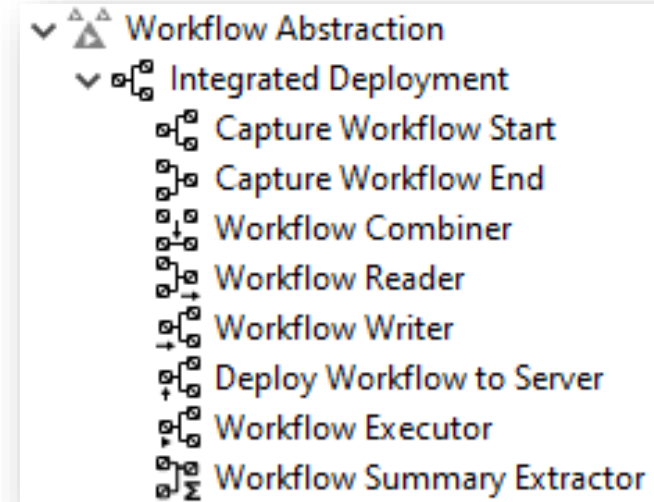 Workflow Abstraction
Integrated Deployment
Capture Workflow Start
Capture Workflow End
Workflow Combiner
Workflow Reader
Workflow Writer
Deploy Workflow to Server
Workflow Executor
Workflow Summary Extractor